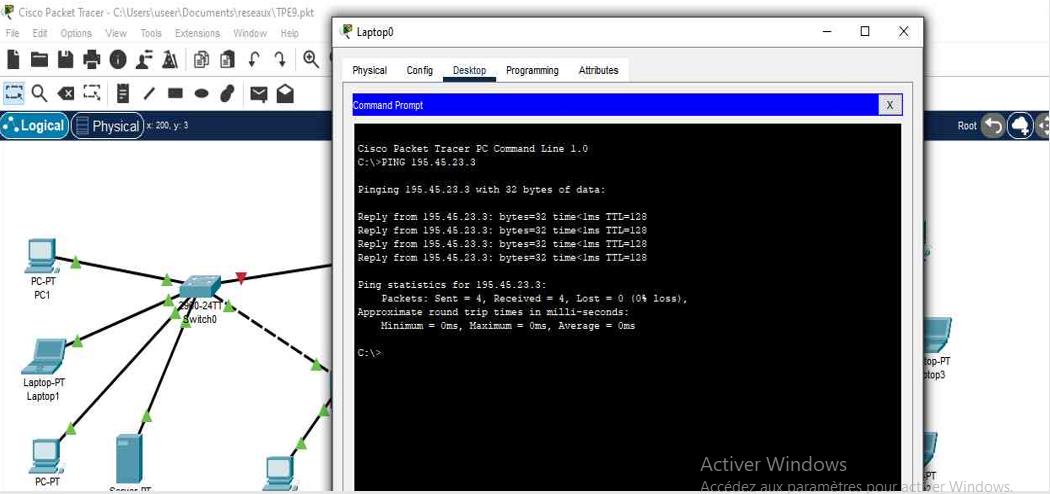 Cisco Packet Tracer - C:\Users\useer\Documents\reseaux\TPE9.pkt
File Edit Options View Tools Extensions Window Help
Logical Physical x: 200, y: 3
Root
Laptop0
Physical Config Desktop Programming Attributes
Command Prompt X
Cisco Packet Tracer PC Command Line 1.0
C:\>PING 195.45.23.3
Pinging 195.45.23.3 with 32 bytes of data:
Reply from 195.45.23.3: bytes=32 time<1ms TTL=128
Reply from 195.45.23.3: bytes=32 time<1ms TTL=128
Reply from 195.45.23.3: bytes=32 time<1ms TTL=128
Reply from 195.45.23.3: bytes=32 time<1ms TTL=128
Ping statistics for 195.45.23.3:
Packets: Sent = 4, Received = 4, Lost = 0 (0% loss),
Approximate round trip times in milli-seconds:
Minimum = 0ms, Maximum = 0ms, Average = 0ms
C:\>
PC-PT
PC1
2960-24TT
Switch0
Laptop-PT
Laptop1
PC-PT
Server-PT
top-PT
ptop3
PT
Activer Windows
Accédez aux paramètres pour activer Windows.